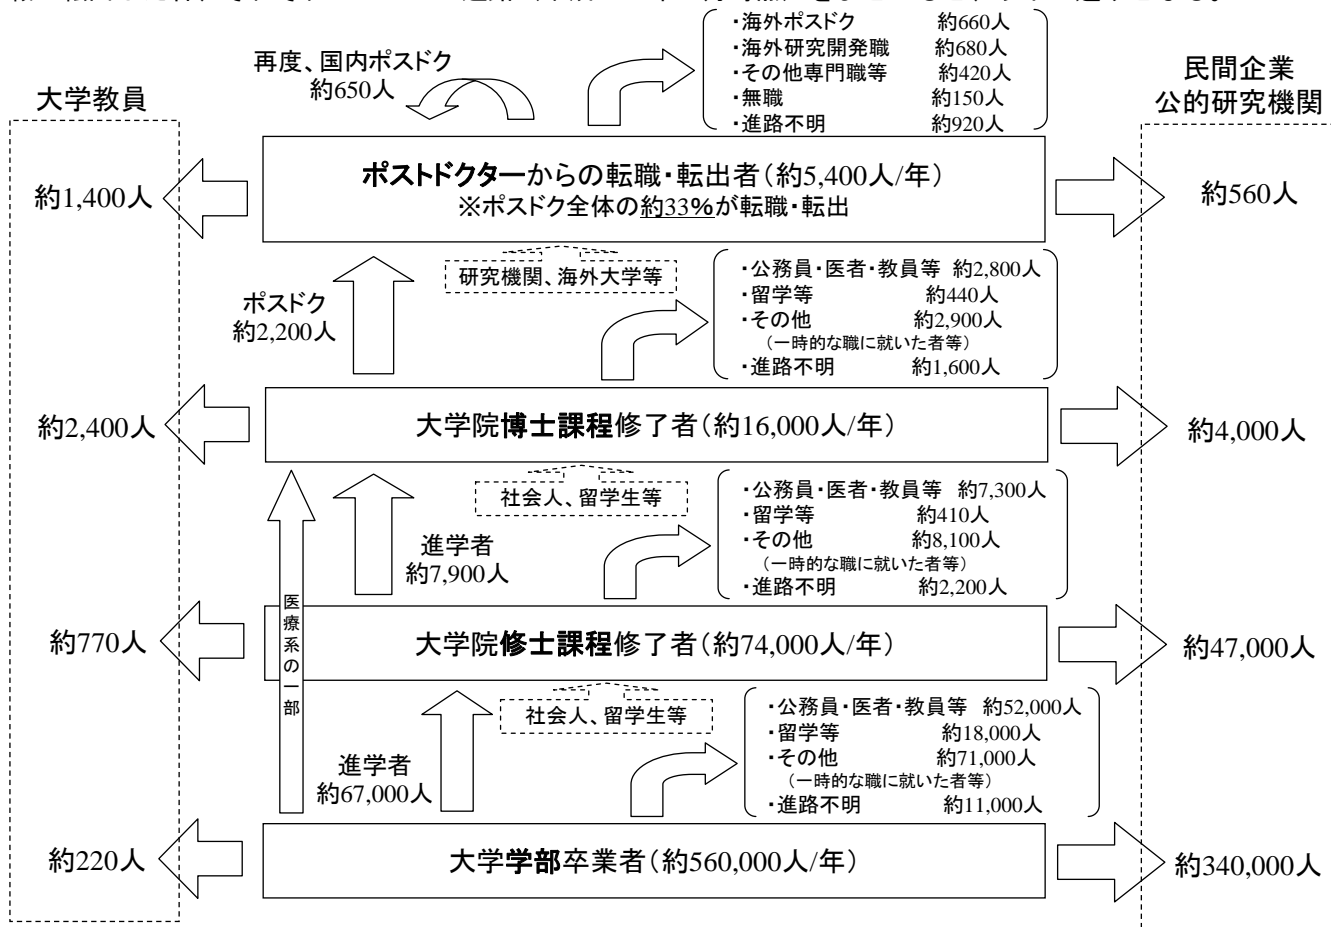 ・海外ポスドク 約660人
・海外研究開発職 約680人
・その他専門職等 約420人
・無職 約150人
・進路不明 約920人
再度、国内ポスドク
約650人
大学教員
民間企業
公的研究機関
ポストドクターからの転職・転出者(約5,400人/年)
※ポスドク全体の約33%が転職・転出
約1,400人
約560人
研究機関、海外大学等
・公務員・医者・教員等 約2,800人
・留学等 約440人
・その他 約2,900人
(一時的な職に就いた者等)
・進路不明 約1,600人
ポスドク
約2,200人
約2,400人
大学院博士課程修了者(約16,000人/年)
約4,000人
社会人、留学生等
・公務員・医者・教員等 約7,300人
・留学等 約410人
・その他 約8,100人
(一時的な職に就いた者等)
・進路不明 約2,200人
進学者
約7,900人
医療系の一部
約770人
大学院修士課程修了者(約74,000人/年)
約47,000人
社会人、留学生等
・公務員・医者・教員等 約52,000人
・留学等 約18,000人
・その他 約71,000人
(一時的な職に就いた者等)
・進路不明 約11,000人
進学者
約67,000人
約220人
大学学部卒業者(約560,000人/年)
約340,000人